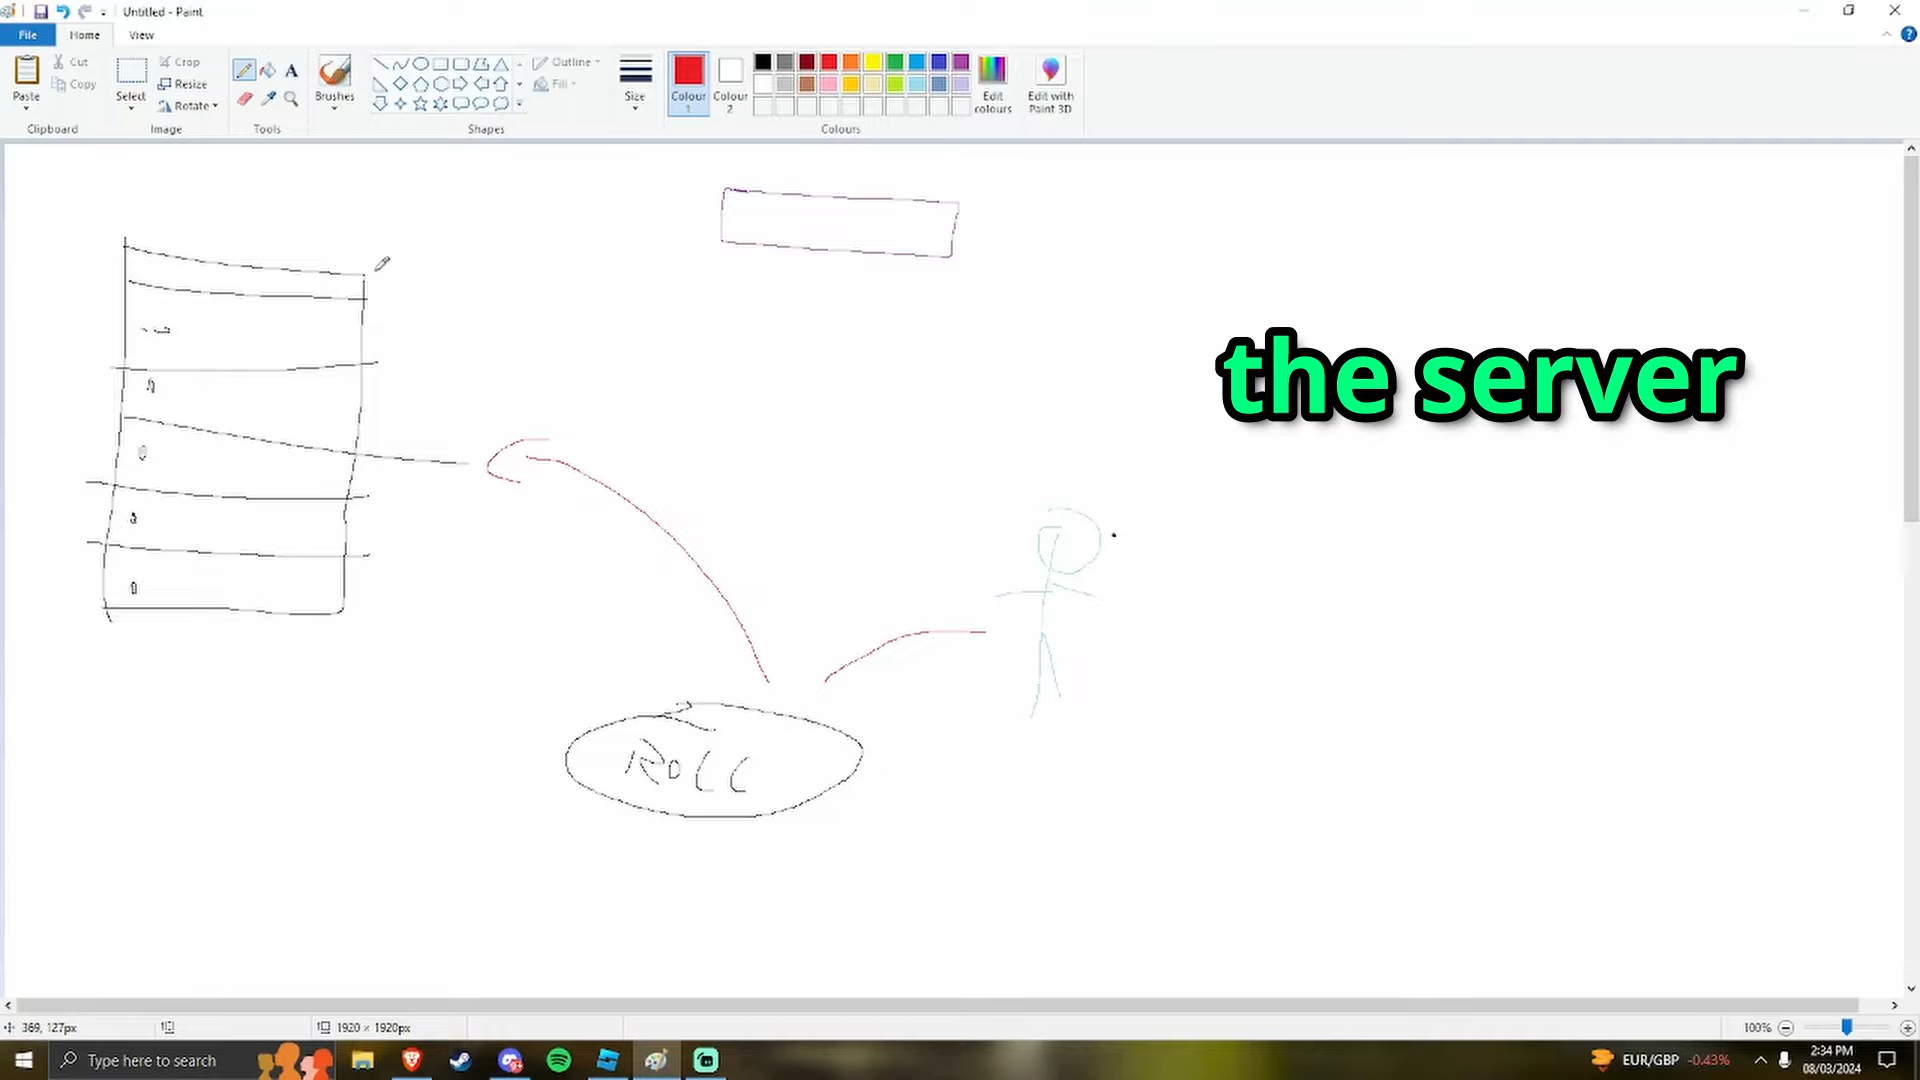 Untitled - Paint
File
Home
View
Paste
Cut
Copy
Clipboard
Select
Crop
Resize
Rotate
Image
A
Tools
Brushes
Outline
Fill
Shapes
Size
Colour 1
Colour 2
Edit colours
Edit with Paint 3D
Colours
the server
ROLL
369, 127px
1920 × 1920px
100%
Type here to search
EUR/GBP -0.43%
2:34 PM
08/03/2024